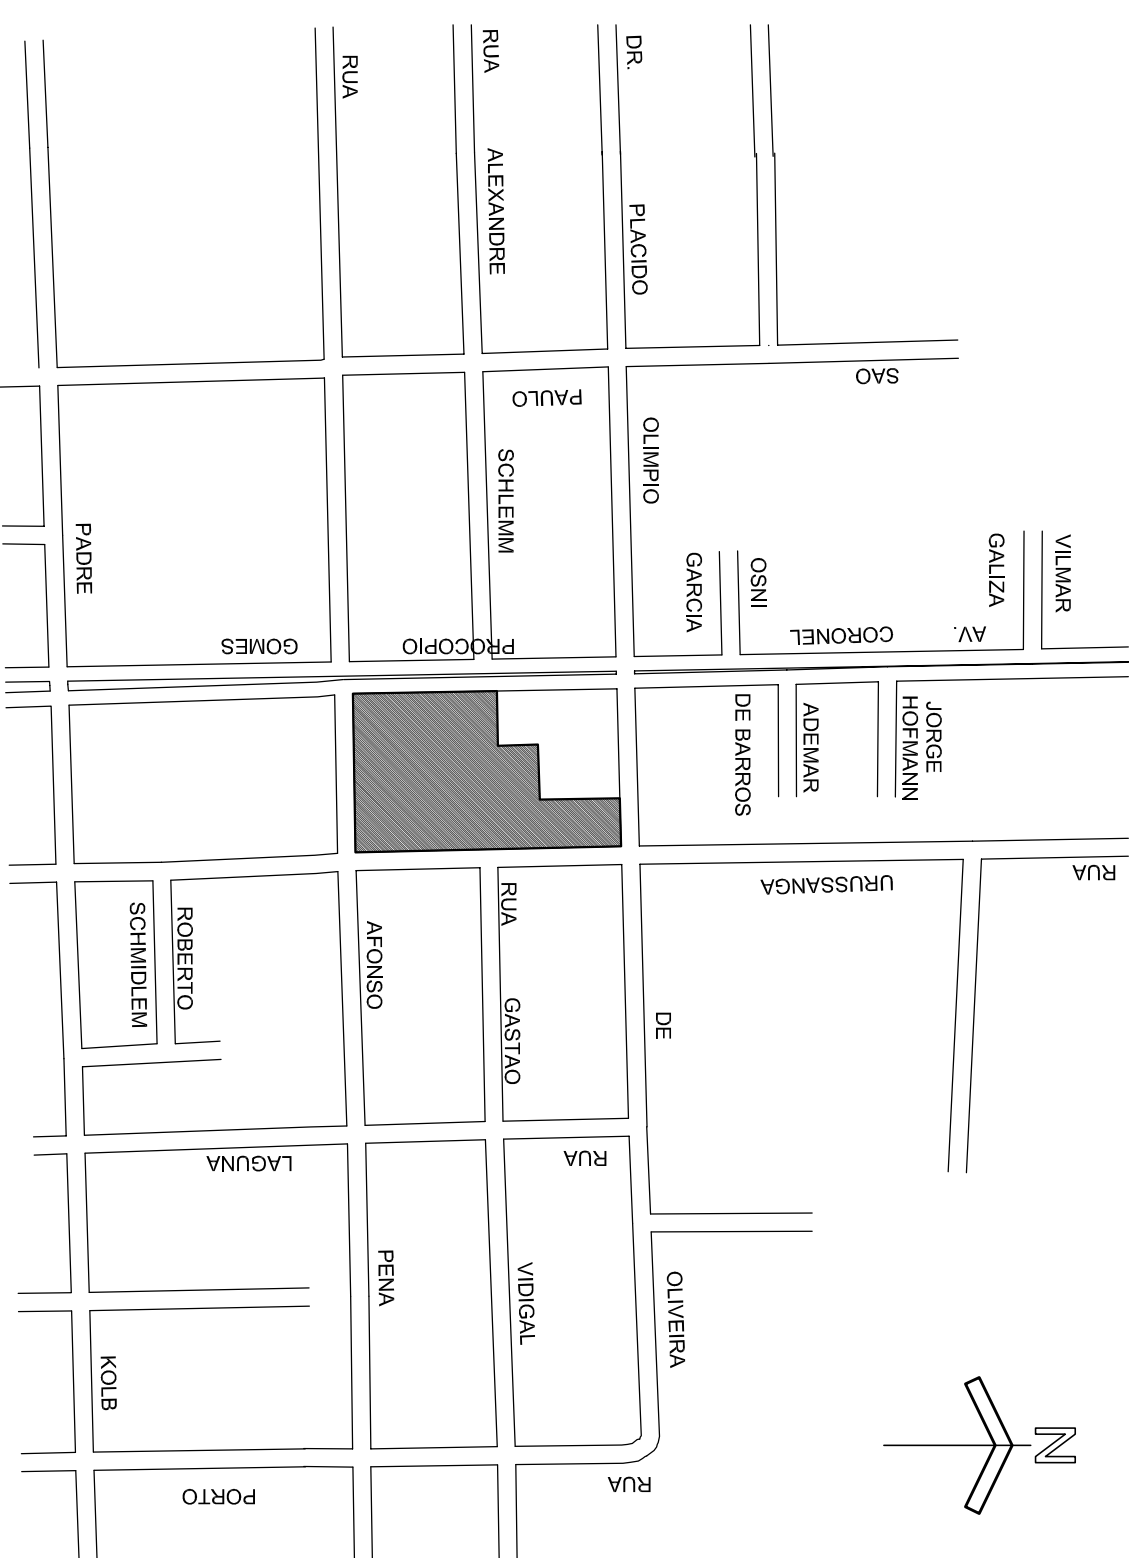 RUA
RUA
DR.
ALEXANDRE
PLACIDO
SAO
PAULO
OLIMPIO
SCHLEMM
PADRE
GARCIA
OSNI
GALIZA
VILMAR
AV.
CORONEL
PROCOPIO
GOMES
DE BARROS
ADEMAR
JORGE
HOFMANN
RUA
URUSSANGA
SCHMIDLEM
ROBERTO
AFONSO
RUA
GASTAO
DE
RUA
LAGUNA
PENA
VIDIGAL
OLIVEIRA
KOLB
RUA
PORTO
N